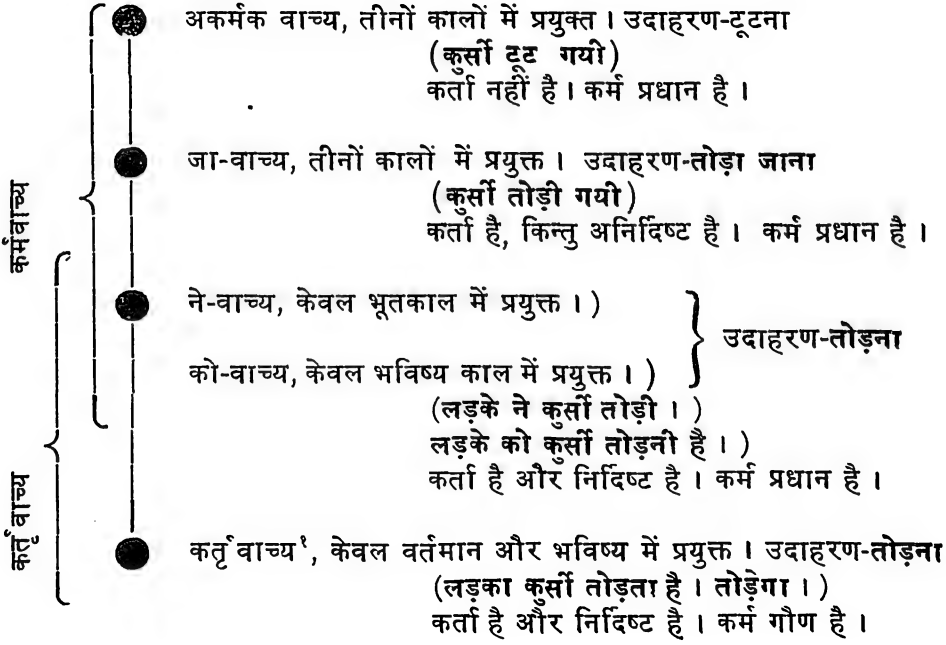 अकर्मक वाच्य, तीनों कालों में प्रयुक्त । उदाहरण-टूटना
(कुर्सी टूट गयी)
कर्ता नहीं है । कर्म प्रधान है ।
जा-वाच्य, तीनों कालों में प्रयुक्त । उदाहरण-तोड़ा जाना
(कुर्सी तोड़ी गयी)
कर्ता है, किन्तु अनिर्दिष्ट है । कर्म प्रधान है ।
कर्मवाच्य
ने-वाच्य, केवल भूतकाल में प्रयुक्त । )
उदाहरण-तोड़ना
को-वाच्य, केवल भविष्य काल में प्रयुक्त । )
(लड़के ने कुर्सी तोड़ी । )
लड़के को कुर्सी तोड़नी है । )
कर्ता है और निर्दिष्ट है । कर्म प्रधान है ।
कर्तृवाच्य
कर्तृवाच्य१, केवल वर्तमान और भविष्य में प्रयुक्त । उदाहरण-तोड़ना
(लड़का कुर्सी तोड़ता है । तोड़ेगा । )
कर्ता है और निर्दिष्ट है । कर्म गौण है ।